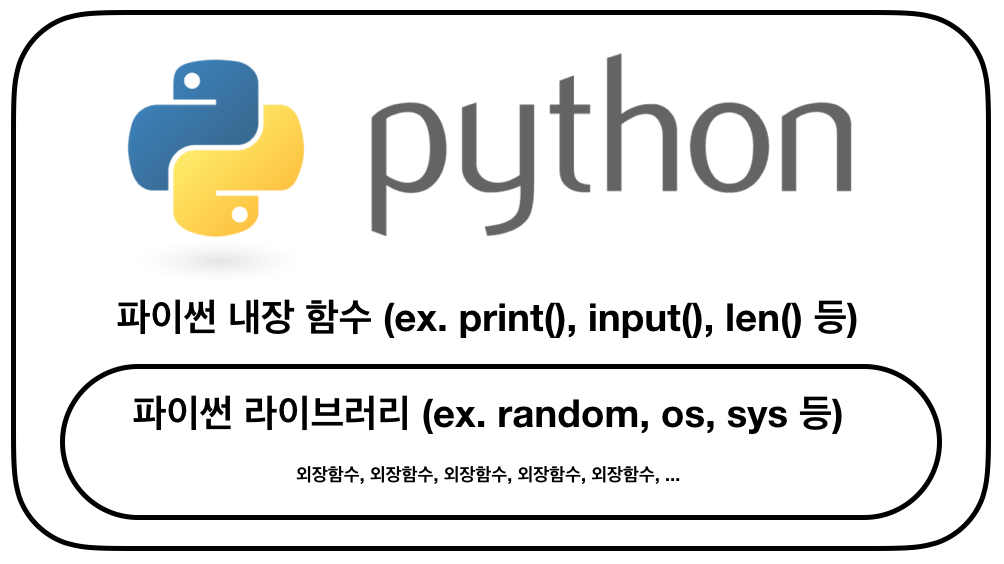 python
파이썬 내장 함수 (ex. print(), input(), len() 등)
파이썬 라이브러리 (ex. random, os, sys 등)
외장함수, 외장함수, 외장함수, 외장함수, 외장함수, ...